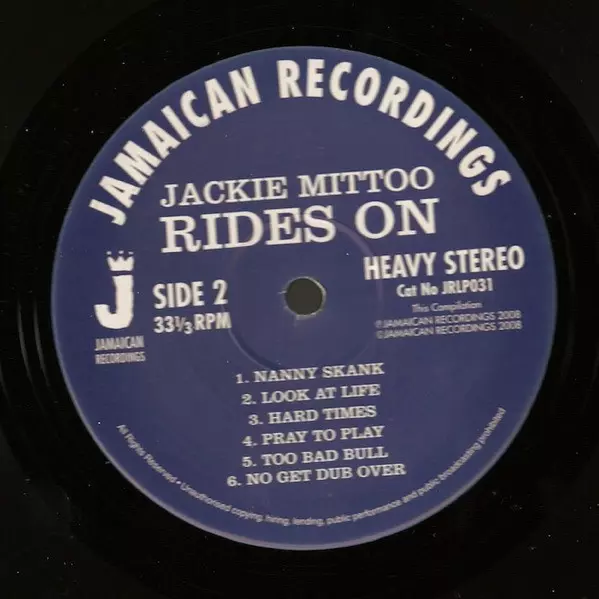 JAMAICAN RECORDINGS
JACKIE MITTOO
RIDES ON
J
JAMAICAN
RECORDINGS
SIDE 2
33⅓ RPM
HEAVY STEREO
Cat No JRLP031
This Compilation
℗JAMAICAN RECORDINGS 2008
©JAMAICAN RECORDINGS 2008
1. NANNY SKANK
2. LOOK AT LIFE
3. HARD TIMES
4. PRAY TO PLAY
5. TOO BAD BULL
6. NO GET DUB OVER
All Rights Reserved • Unauthorised copying, hiring, lending, public performance and public broadcasting prohibited